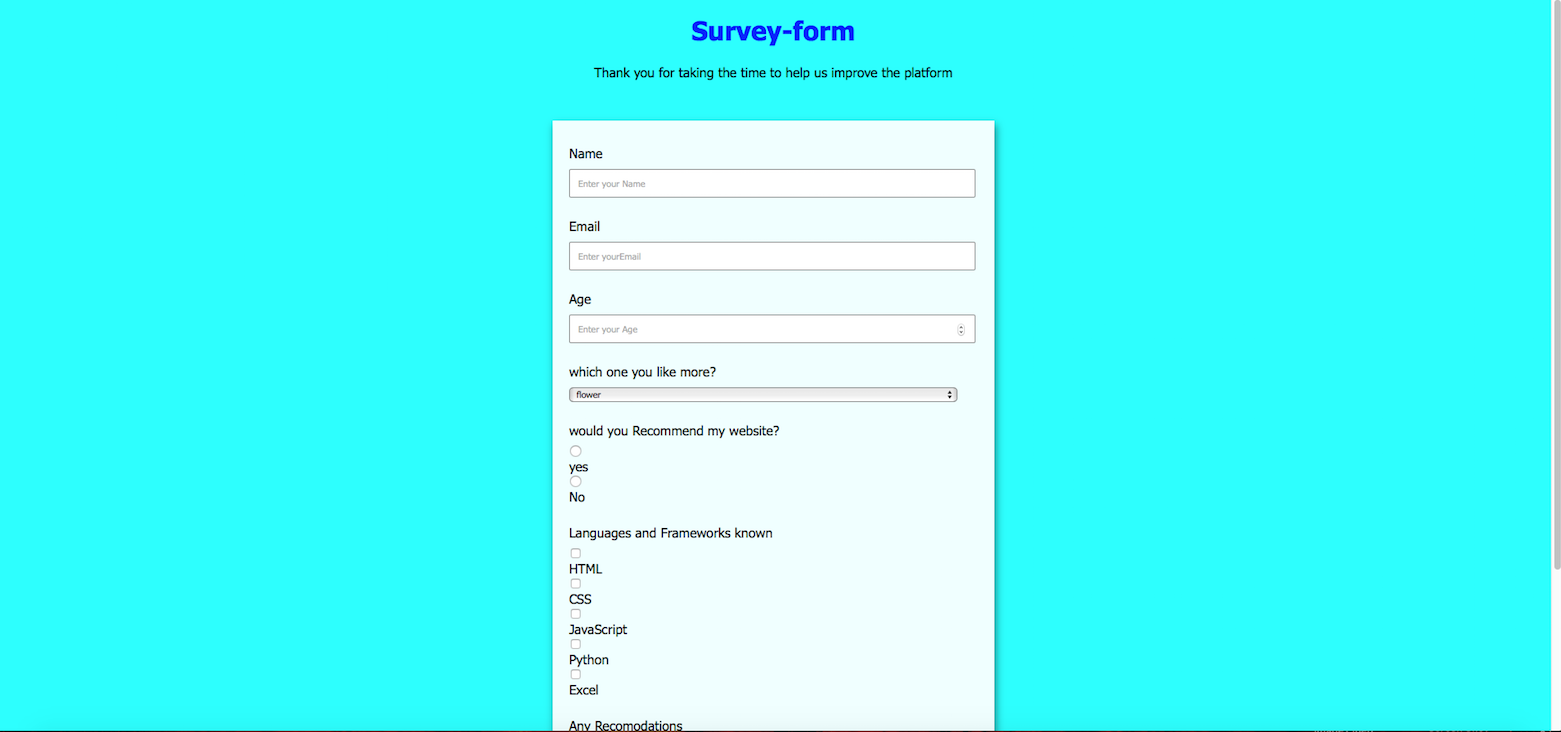 Survey-form
Thank you for taking the time to help us improve the platform
Name
Enter your Name
Email
Enter yourEmail
Age
Enter your Age
which one you like more?
flower
would you Recommend my website?
yes
No
Languages and Frameworks known
HTML
CSS
JavaScript
Python
Excel
Any Recomodations